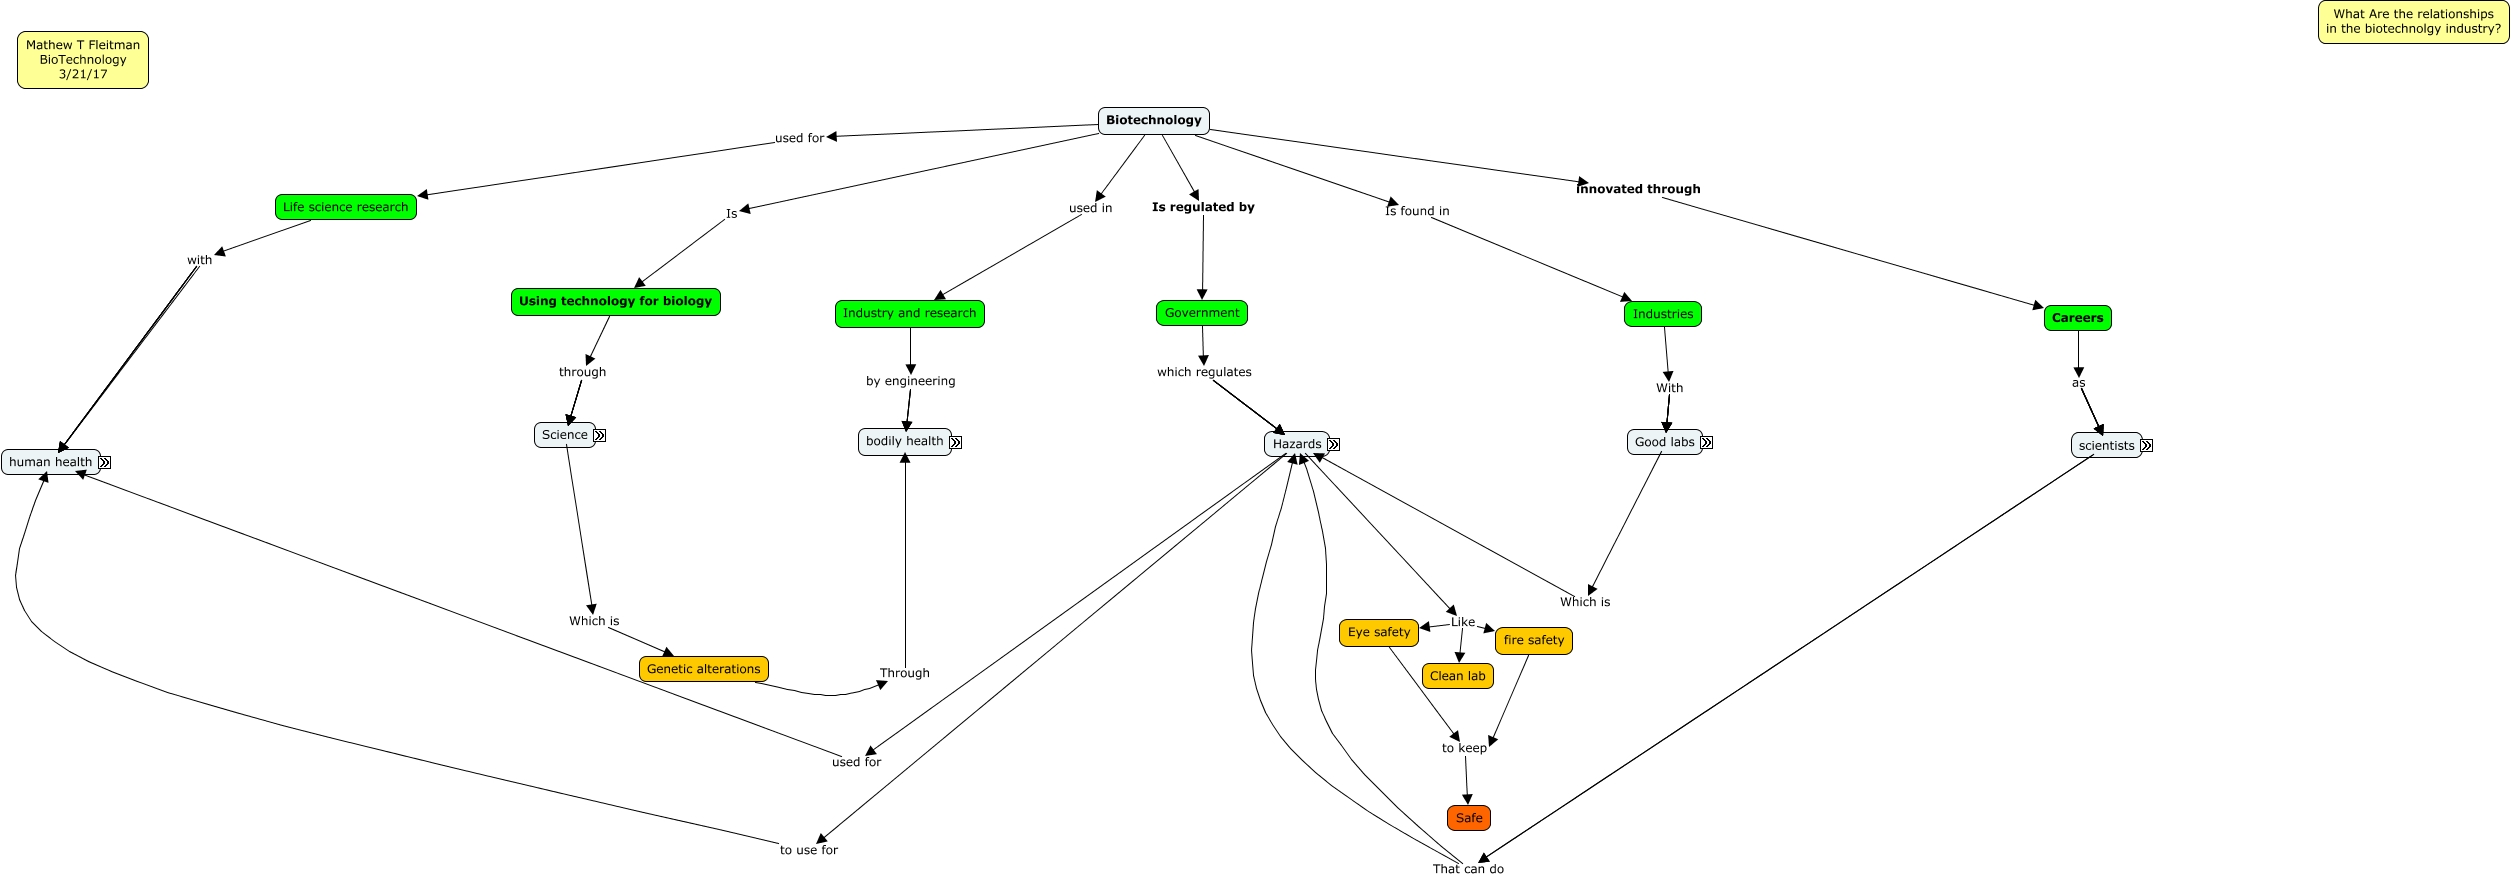 What Are the relationships
in the biotechnolgy industry?
Mathew T Fleitman
BioTechnology
3/21/17
Biotechnology
used for
Is
used in
Is regulated by
Is found in
innovated through
Life science research
with
Using technology for biology
Industry and research
Government
Industries
Careers
through
by engineering
which regulates
With
as
human health
Science
bodily health
Hazards
Good labs
scientists
Which is
Which is
Like
Eye safety
fire safety
Genetic alterations
Through
Clean lab
to keep
used for
Safe
to use for
That can do